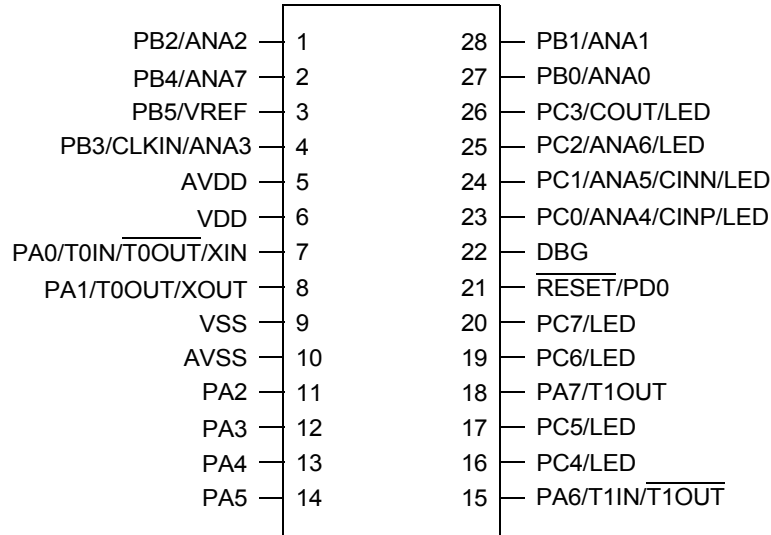 PB2/ANA2 1 28 PB1/ANA1
PB4/ANA7 2 27 PB0/ANA0
PB5/VREF 3 26 PC3/COUT/LED
PB3/CLKIN/ANA3 4 25 PC2/ANA6/LED
AVDD 5 24 PC1/ANA5/CINN/LED
VDD 6 23 PC0/ANA4/CINP/LED
PA0/T0IN/T̅0̅O̅U̅T̅/XIN 7 22 DBG
PA1/T0OUT/XOUT 8 21 R̅E̅S̅E̅T̅/PD0
VSS 9 20 PC7/LED
AVSS 10 19 PC6/LED
PA2 11 18 PA7/T1OUT
PA3 12 17 PC5/LED
PA4 13 16 PC4/LED
PA5 14 15 PA6/T1IN/T̅1̅O̅U̅T̅